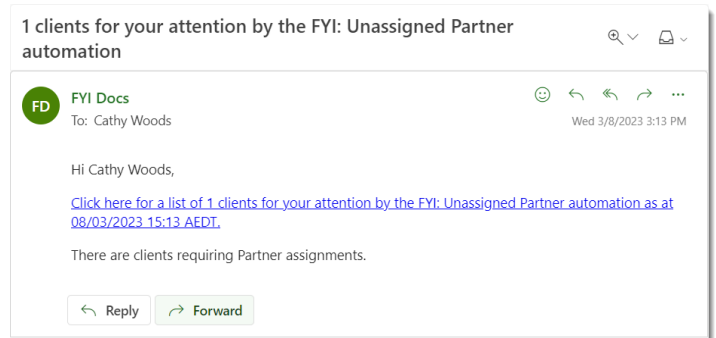 1 clients for your attention by the FYI: Unassigned Partner
automation
FD
FYI Docs
To: Cathy Woods
Wed 3/8/2023 3:13 PM
Hi Cathy Woods,
Click here for a list of 1 clients for your attention by the FYI: Unassigned Partner automation as at
08/03/2023 15:13 AEDT.
There are clients requiring Partner assignments.
Reply
Forward